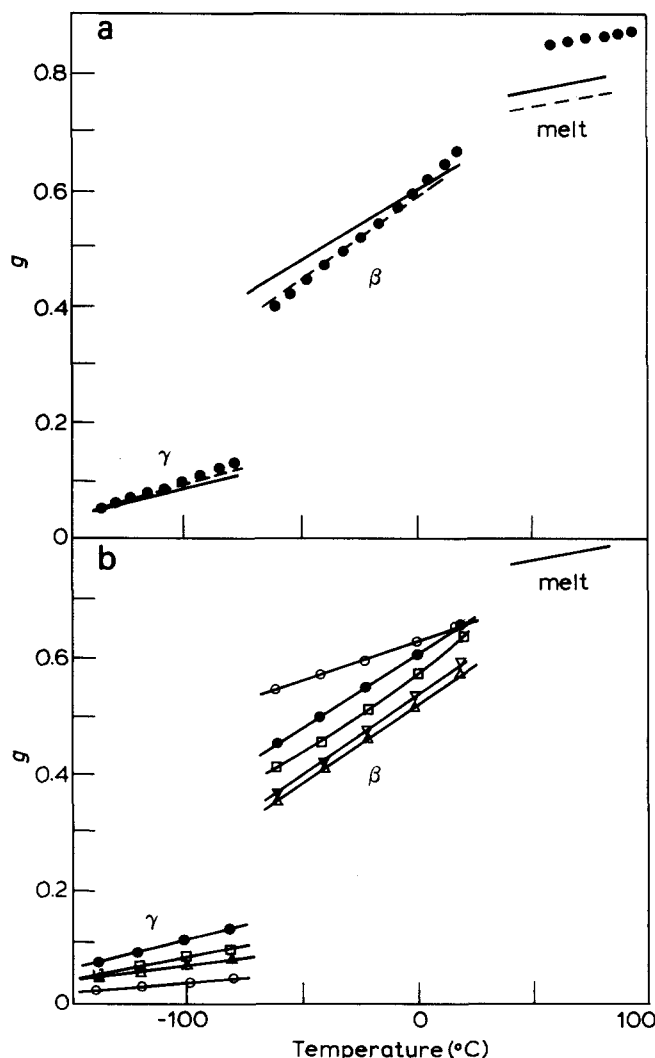 a
0.8
melt
0.6
g
β
0.4
0.2
γ
0
b
melt
0.6
g
0.4
β
0.2
γ
0
-100
0
100
Temperature (°C)